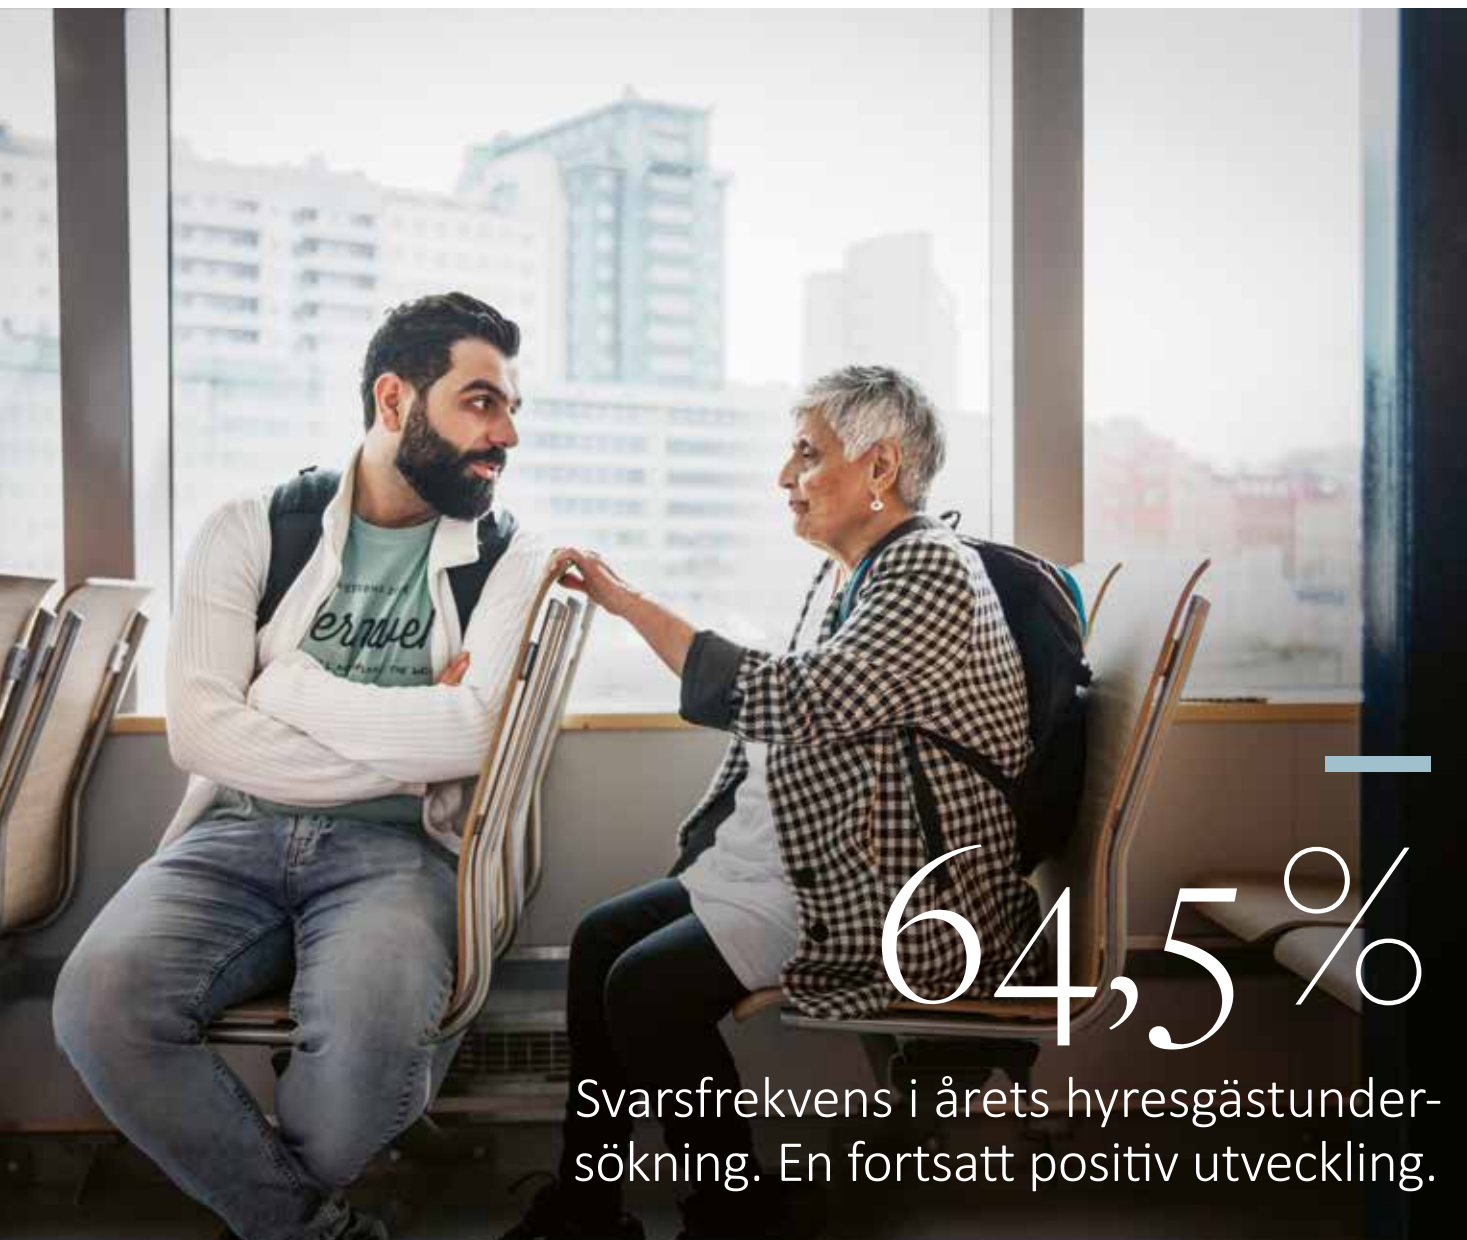 64,5 %
Svarsfrekvens i årets hyresgästunder-
sökning. En fortsatt positiv utveckling.